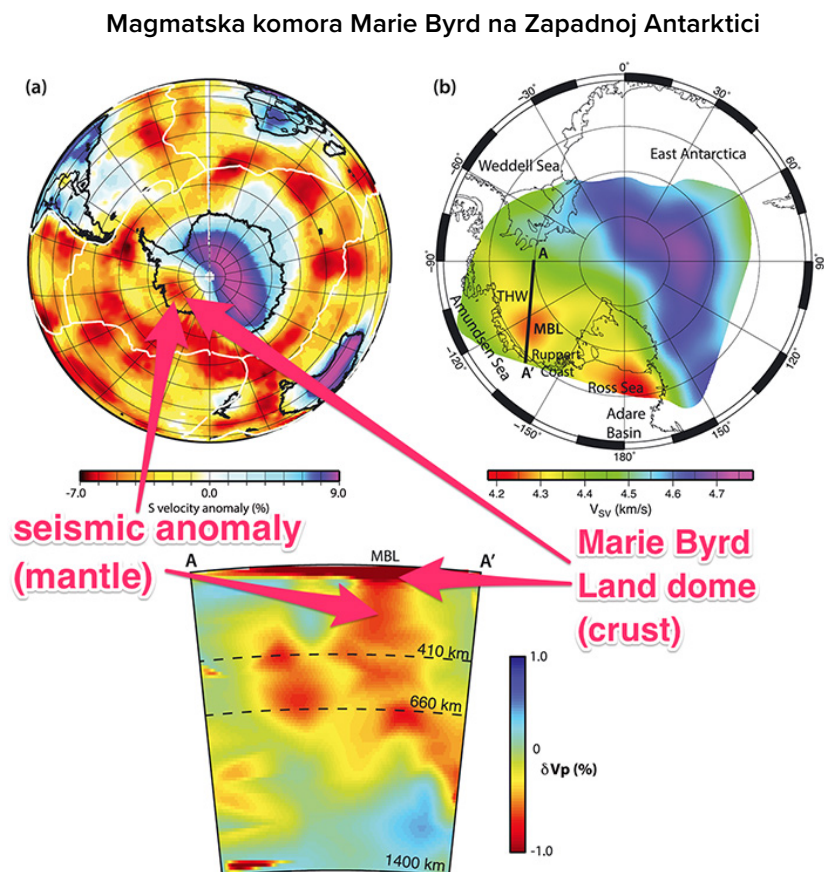 Magmatska komora Marie Byrd na Zapadnoj Antarktici
(a)
(b)
0°
30°
60°
90°
120°
150°
180°
-150°
-120°
-90°
-60°
-30°
Weddell Sea
East Antarctica
A
THW
MBL
A'
Ruppert
Coast
Amundsen Sea
Ross Sea
Adare
Basin
-7.0
0.0
9.0
S velocity anomaly (%)
4.2
4.3
4.4
4.5
4.6
4.7
VSV (km/s)
seismic anomaly
(mantle)
Marie Byrd
Land dome
(crust)
A
MBL
A'
410 km
660 km
1400 km
1.0
0
δVp (%)
-1.0